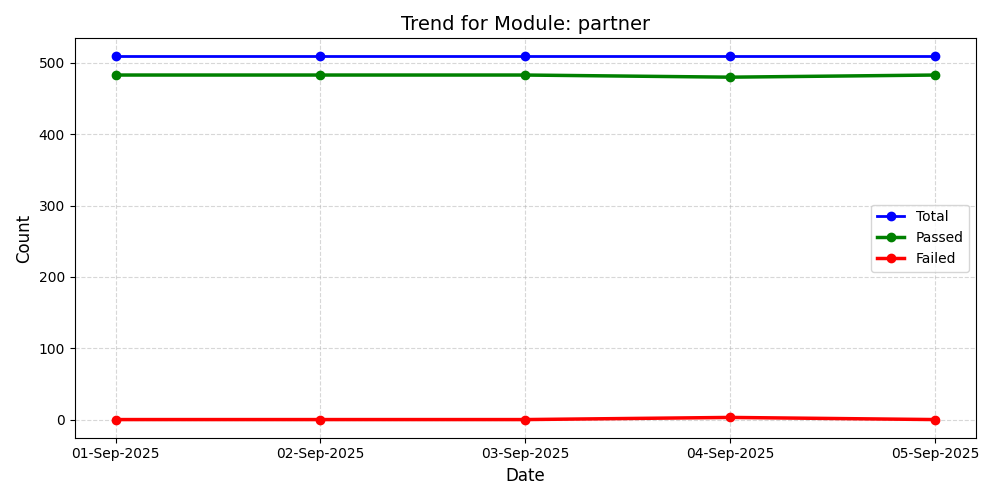 Trend for Module: partner
Count
500
400
300
200
100
0
Total
Passed
Failed
01-Sep-2025
02-Sep-2025
03-Sep-2025
04-Sep-2025
05-Sep-2025
Date